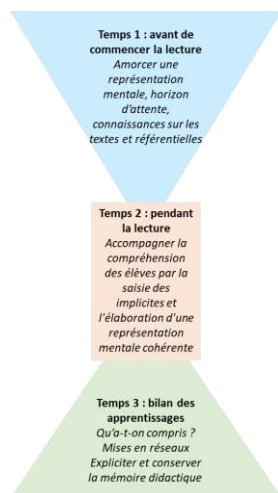 Temps 1 : avant de
commencer la lecture
Amorcer une
représentation
mentale, horizon
d'attente,
connaissances sur les
textes et référentielles
Temps 2 : pendant
la lecture
Accompagner la
compréhension
des élèves par la
saisie des
implicites et
l'élaboration d'une
représentation
mentale cohérente
Temps 3 : bilan des
apprentissages
Qu'a-t-on compris ?
Mises en réseaux
Expliciter et conserver
la mémoire didactique